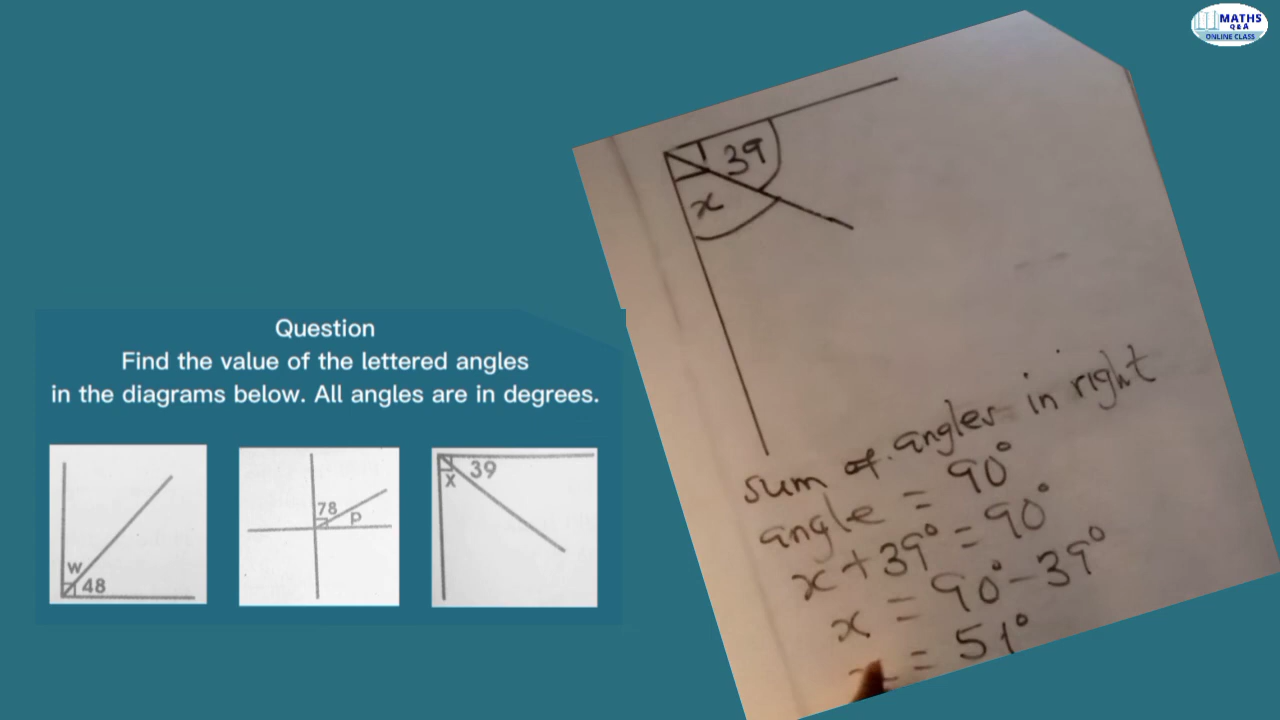 MATHS
Q & A
ONLINE CLASS
Question
Find the value of the lettered angles
in the diagrams below. All angles are in degrees.
w
48
78
p
39
x
39
x
sum of angles in right
angle = 90°
x + 39° = 90°
x = 90° - 39°
x = 51°